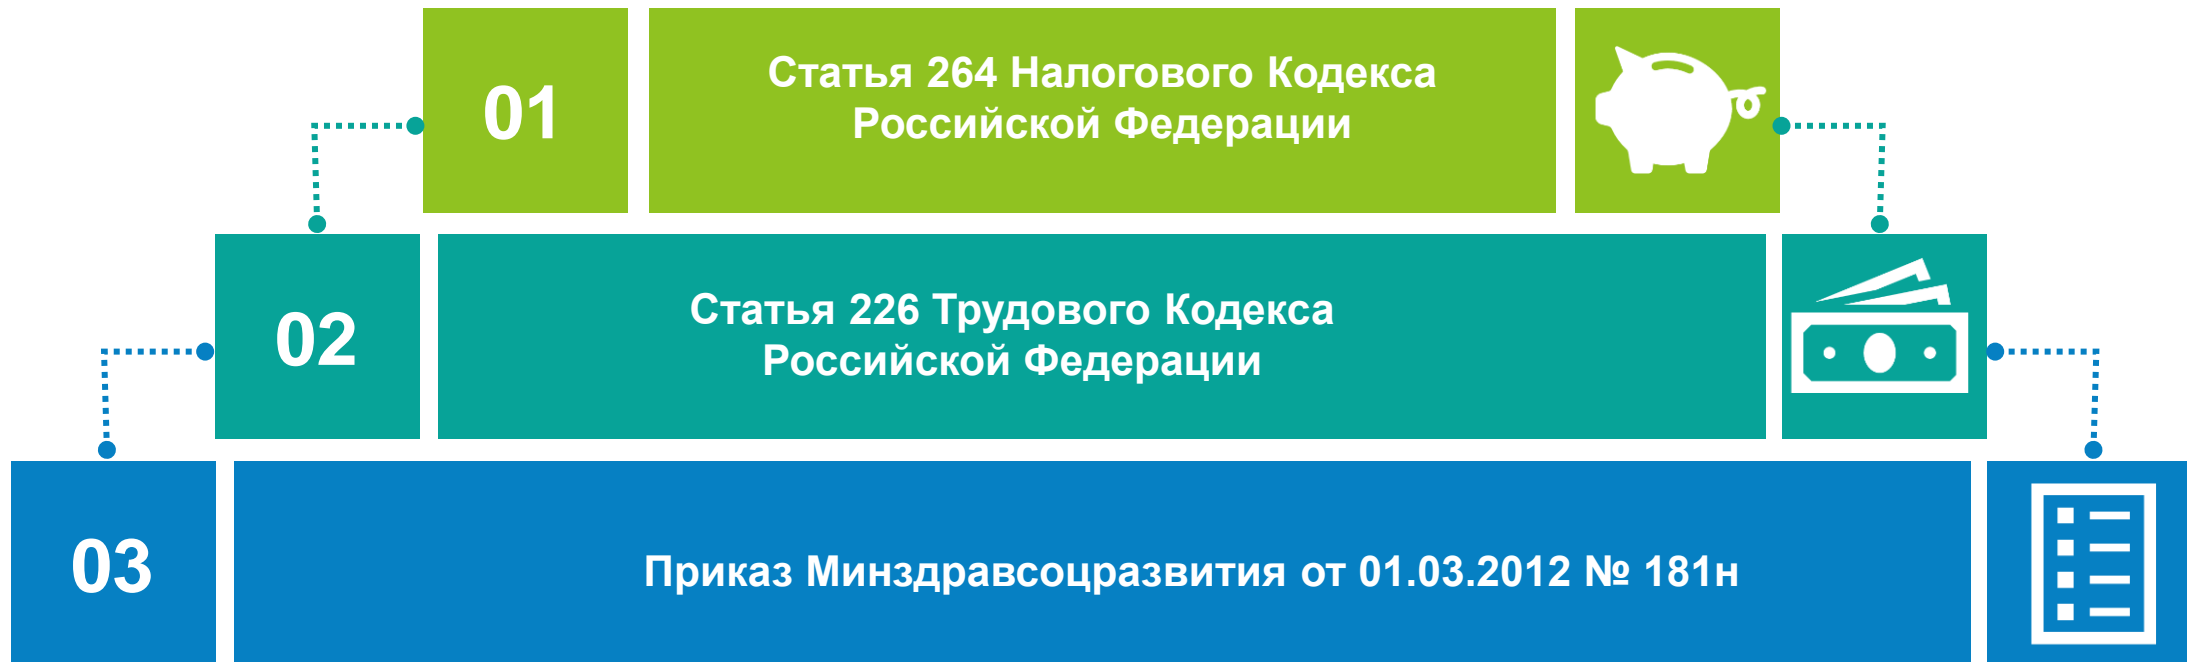 01
Статья 264 Налогового Кодекса
Российской Федерации
02
Статья 226 Трудового Кодекса
Российской Федерации
03
Приказ Минздравсоцразвития от 01.03.2012 № 181н